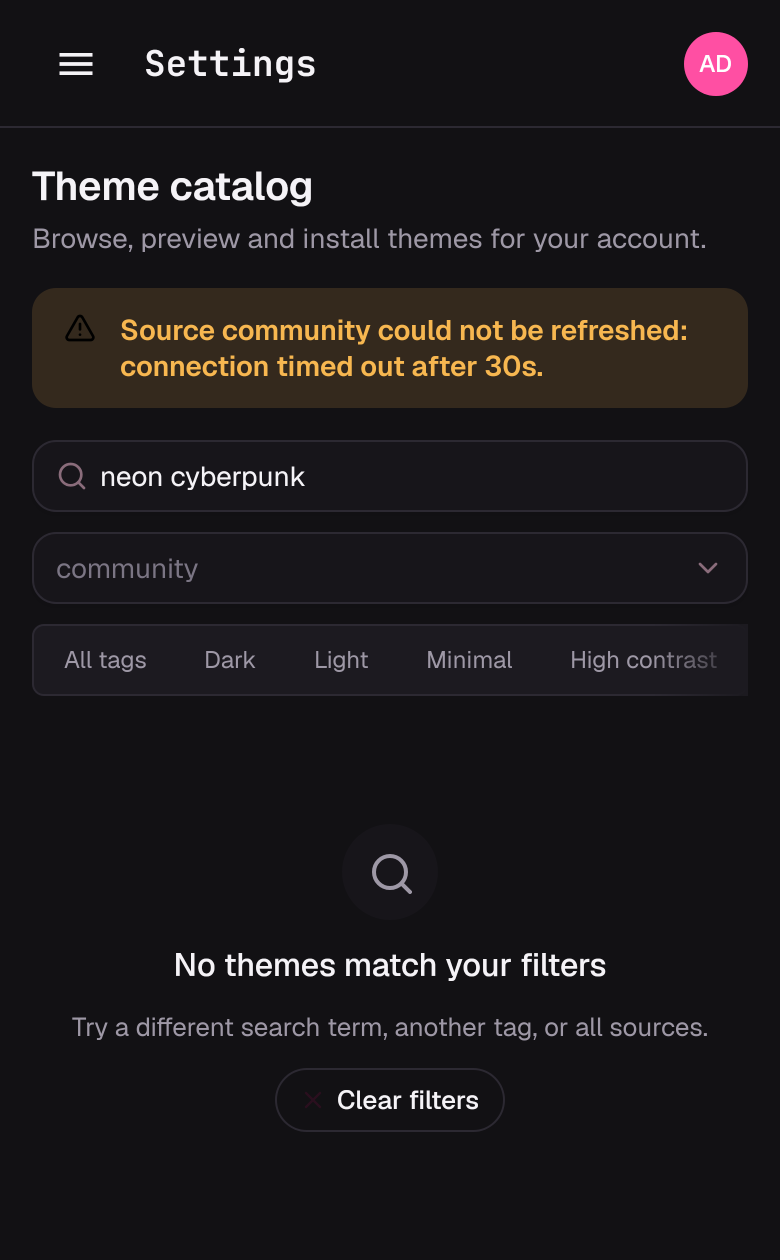 Settings
AD
Theme catalog
Browse, preview and install themes for your account.
Source community could not be refreshed:
connection timed out after 30s.
neon cyberpunk
community
All tags Dark Light Minimal High contrast
No themes match your filters
Try a different search term, another tag, or all sources.
Clear filters